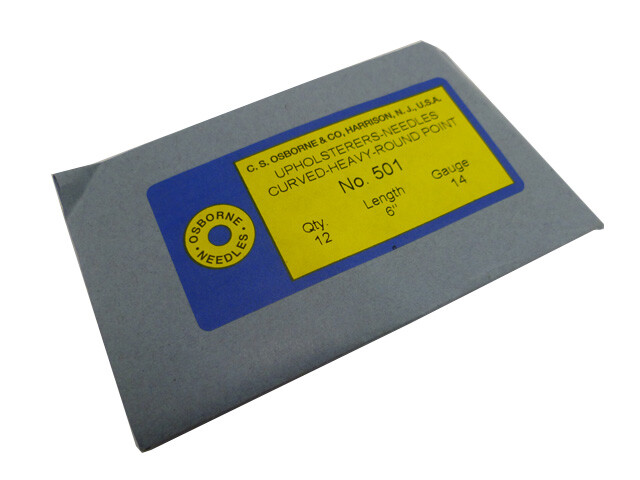 C. S. OSBORNE & CO, HARRISON, N. J., U.S.A.
UPHOLSTERERS-NEEDLES
CURVED-HEAVY-ROUND POINT
No. 501
Qty. Length Gauge
12 6" 14
OSBORNE
• NEEDLES •